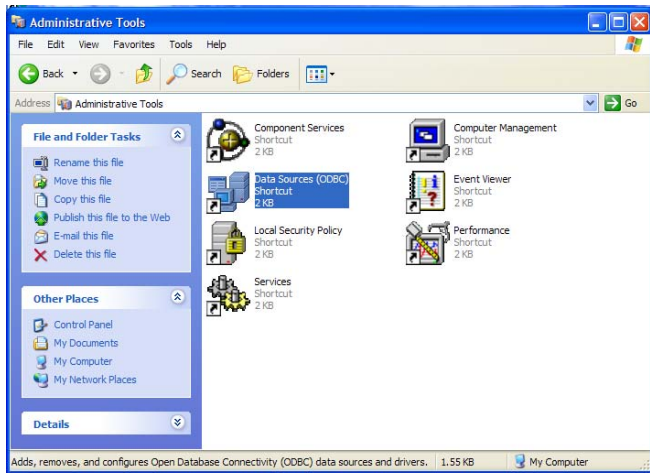 Administrative Tools
File Edit View Favorites Tools Help
Back Search Folders
Address Administrative Tools Go
File and Folder Tasks
Rename this file
Move this file
Copy this file
Publish this file to the Web
E-mail this file
Delete this file
Other Places
Control Panel
My Documents
My Computer
My Network Places
Details
Component Services
Shortcut
2 KB
Computer Management
Shortcut
2 KB
Data Sources (ODBC)
Shortcut
2 KB
Event Viewer
Shortcut
2 KB
Local Security Policy
Shortcut
2 KB
Performance
Shortcut
2 KB
Services
Shortcut
2 KB
Adds, removes, and configures Open Database Connectivity (ODBC) data sources and drivers. 1.55 KB My Computer